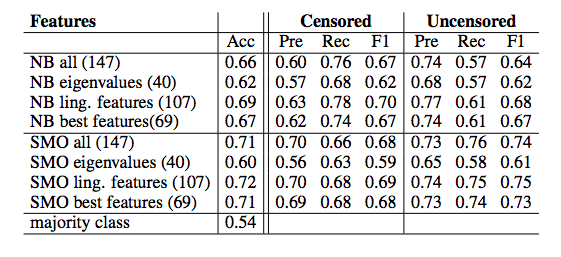 Features Censored Uncensored
Acc Pre Rec F1 Pre Rec F1
NB all (147) 0.66 0.60 0.76 0.67 0.74 0.57 0.64
NB eigenvalues (40) 0.62 0.57 0.68 0.62 0.68 0.57 0.62
NB ling. features (107) 0.69 0.63 0.78 0.70 0.77 0.61 0.68
NB best features(69) 0.67 0.62 0.74 0.67 0.74 0.61 0.67
SMO all (147) 0.71 0.70 0.66 0.68 0.73 0.76 0.74
SMO eigenvalues (40) 0.60 0.56 0.63 0.59 0.65 0.58 0.61
SMO ling. features (107) 0.72 0.70 0.68 0.69 0.74 0.75 0.75
SMO best features (69) 0.71 0.69 0.68 0.68 0.73 0.74 0.73
majority class 0.54